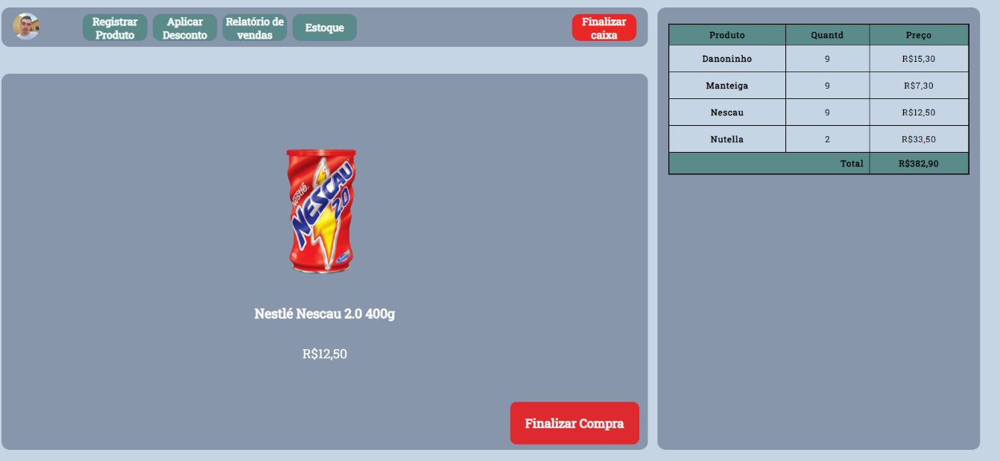 Registrar
Produto
Aplicar
Desconto
Relatório de
vendas
Estoque
Finalizar
caixa
Nestlé
NESCAU
2.0
Nestlé Nescau 2.0 400g
R$12,50
Finalizar Compra
Produto Quantd Preço
Danoninho 9 R$15,30
Manteiga 9 R$7,30
Nescau 9 R$12,50
Nutella 2 R$33,50
Total R$382,90